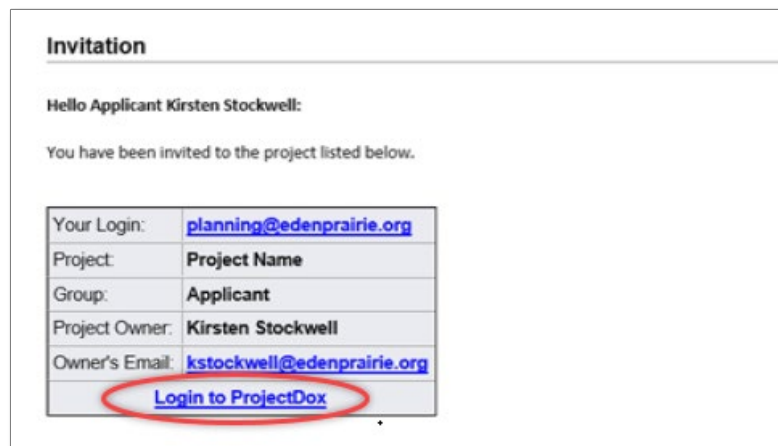 Invitation
Hello Applicant Kirsten Stockwell:
You have been invited to the project listed below.
Your Login: planning@edenprairie.org
Project: Project Name
Group: Applicant
Project Owner: Kirsten Stockwell
Owner's Email: kstockwell@edenprairie.org
Login to ProjectDox